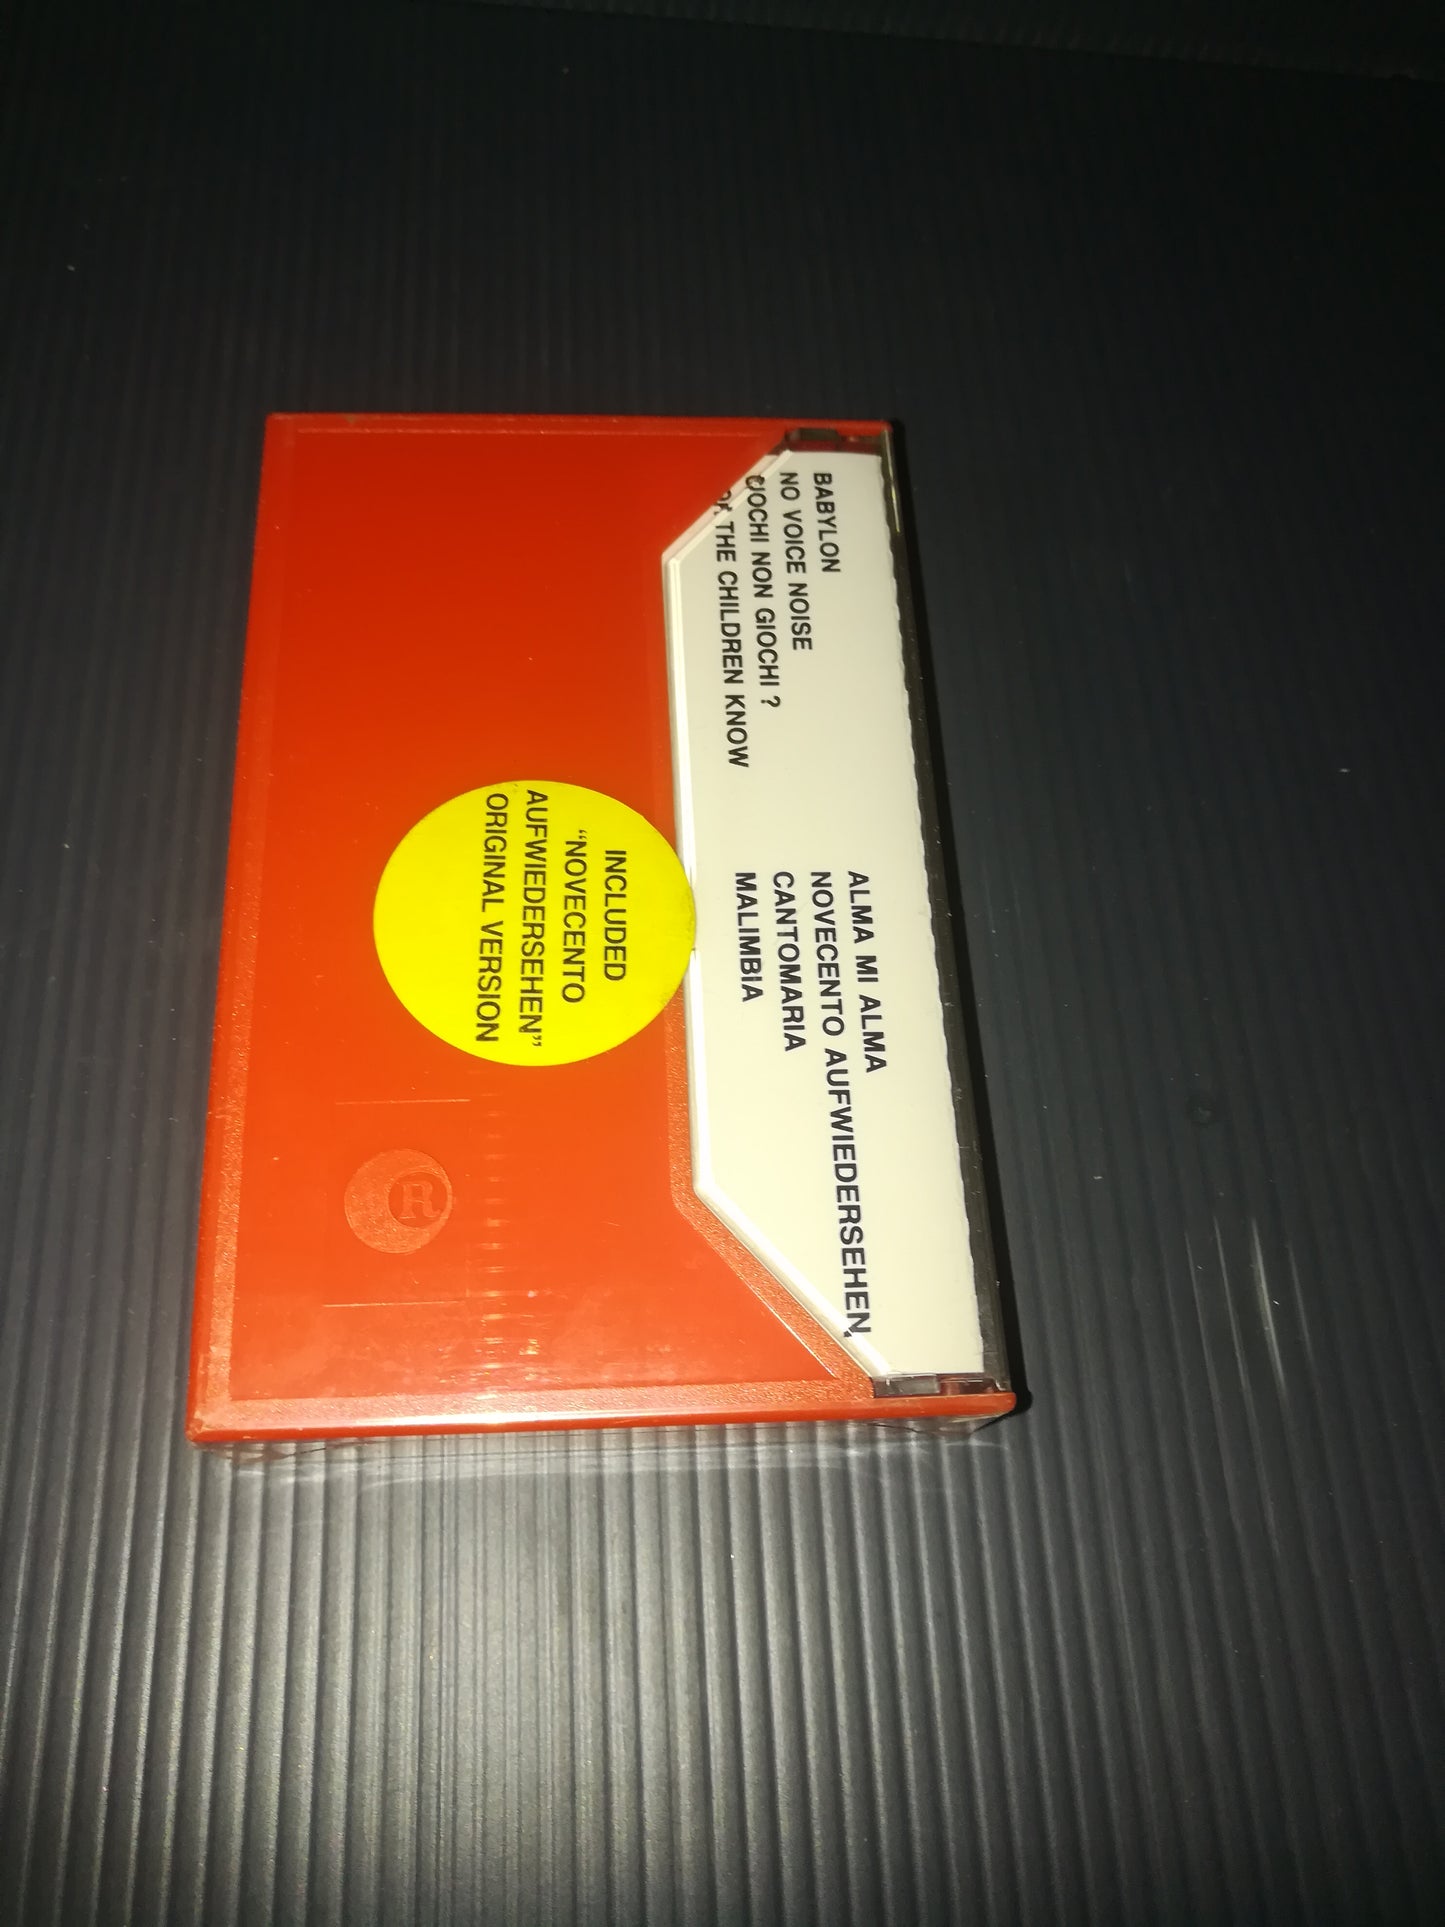 BABYLON
NO VOICE NOISE
GIOCHI NON GIOCHI ?
THE CHILDREN KNOW
ALMA MI ALMA
NOVECENTO AUFWIEDERSEHEN
CANTOMARIA
MALIMBIA
INCLUDED
“NOVECENTO
AUFWIEDERSEHEN”
ORIGINAL VERSION
R